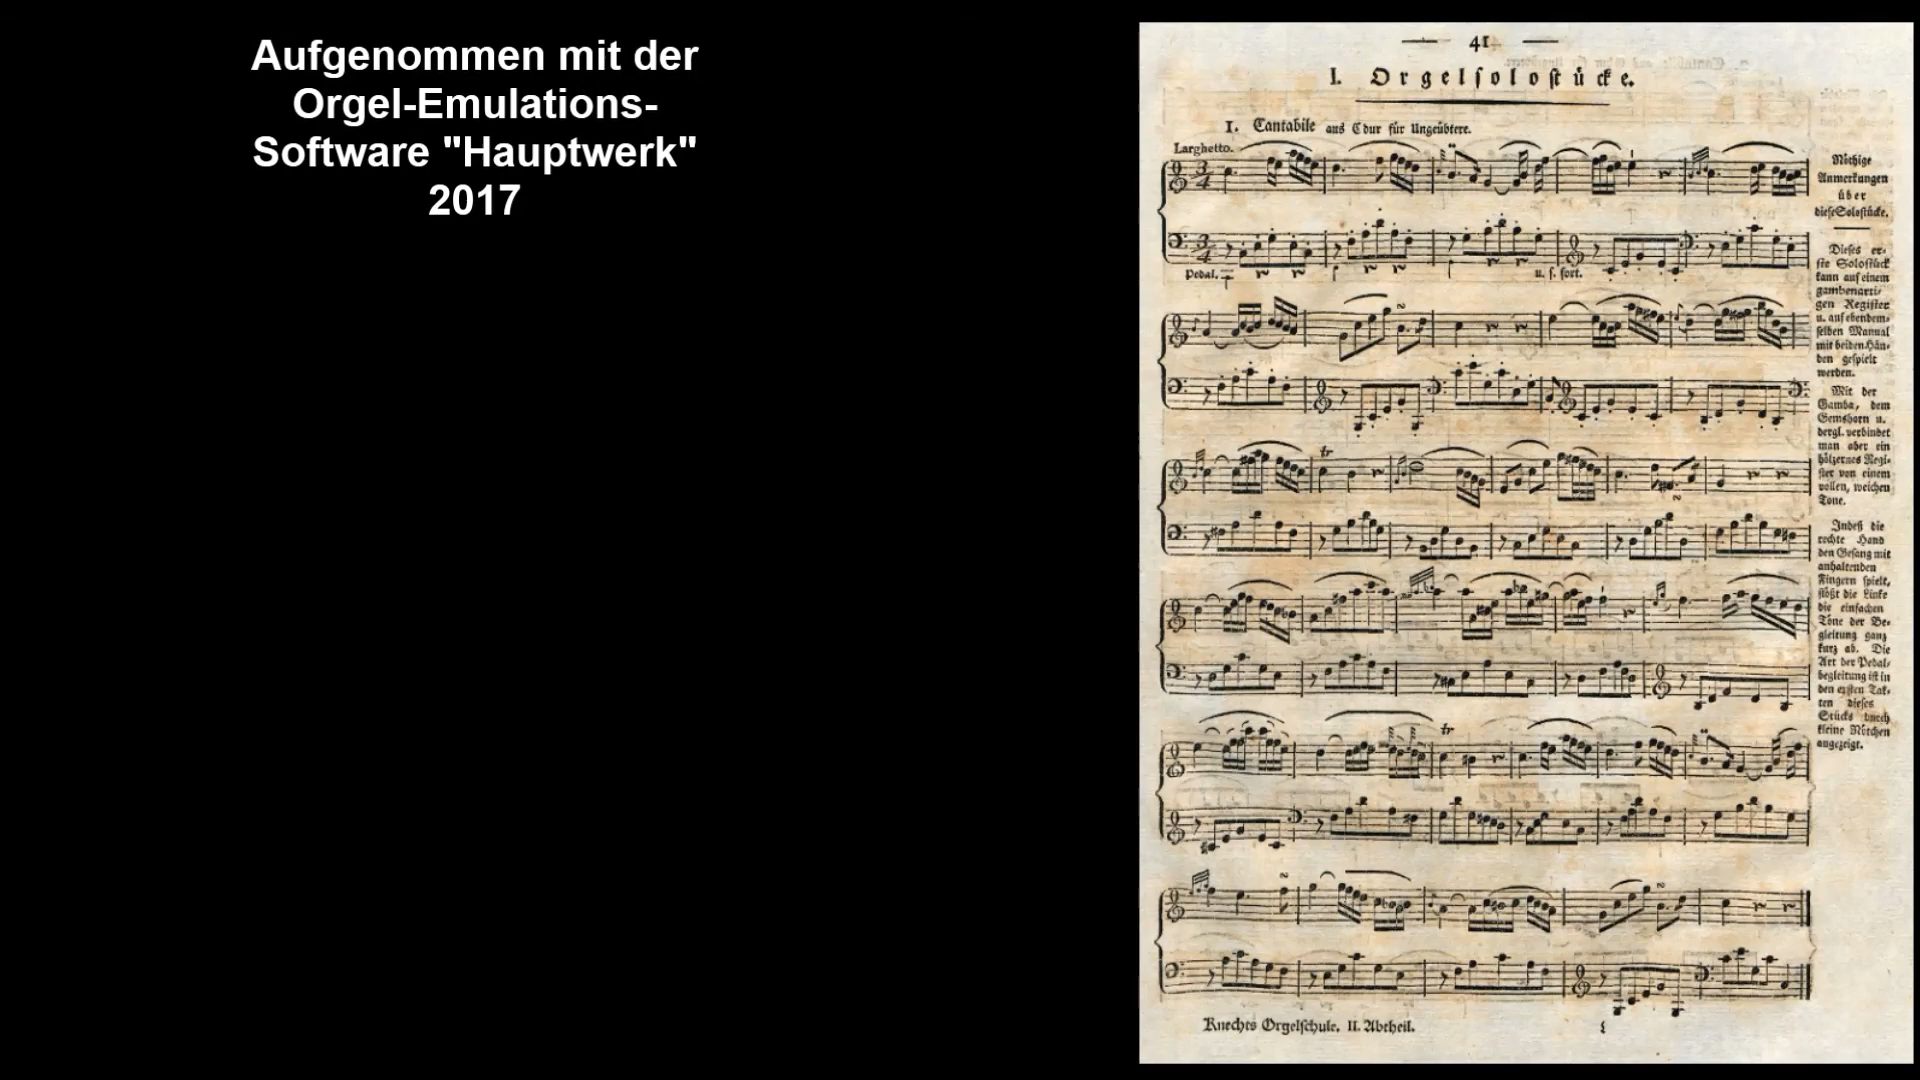 Aufgenommen mit der
Orgel-Emulations-
Software "Hauptwerk"
2017
— 41 —
I. Orgelſoloſtücke.
1. Cantabile aus C dur für Ungeübtere.
Larghetto.
Pedal.
u. ſ. fort.
tr
tr
Nöthige
Anmerkungen
über
dieſe Soloſtücke.
Dieſes er-
ſte Soloſtück
kann auf einem
gambenarti-
gen Regiſter
u. auf ebendem-
ſelben Manual
mit beiden Hän-
den geſpielt
werden.
Mit der
Gamba, dem
Gemshorn u.
dergl. verbindet
man aber ein
hölzernes Regi-
ſter von einem
vollen, weichen
Tone.
Indeß die
rechte Hand
den Geſang mit
anhaltenden
Fingern ſpielt,
ſtößt die Linke
die einfachen
Töne der Be-
gleitung ganz
kurz ab. Die
Art der Pedal-
begleitung iſt in
den erſten Tak-
ten dieſes
Stücks durch
kleine Nötchen
angezeigt.
Knechts Orgelſchule. II. Abtheil.